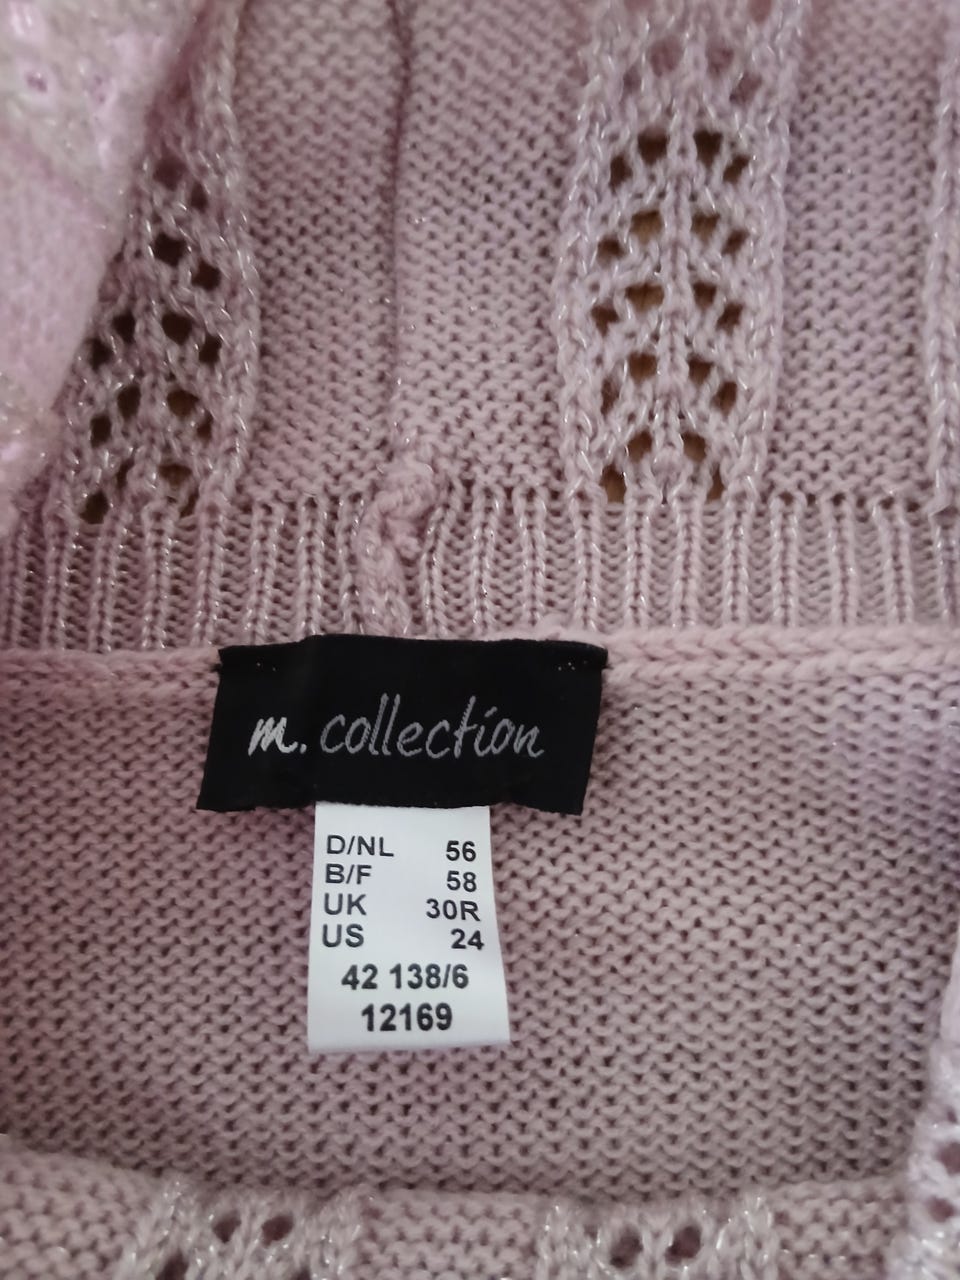 m. collection
D/NL 56
B/F 58
UK 30R
US 24
42 138/6
12169